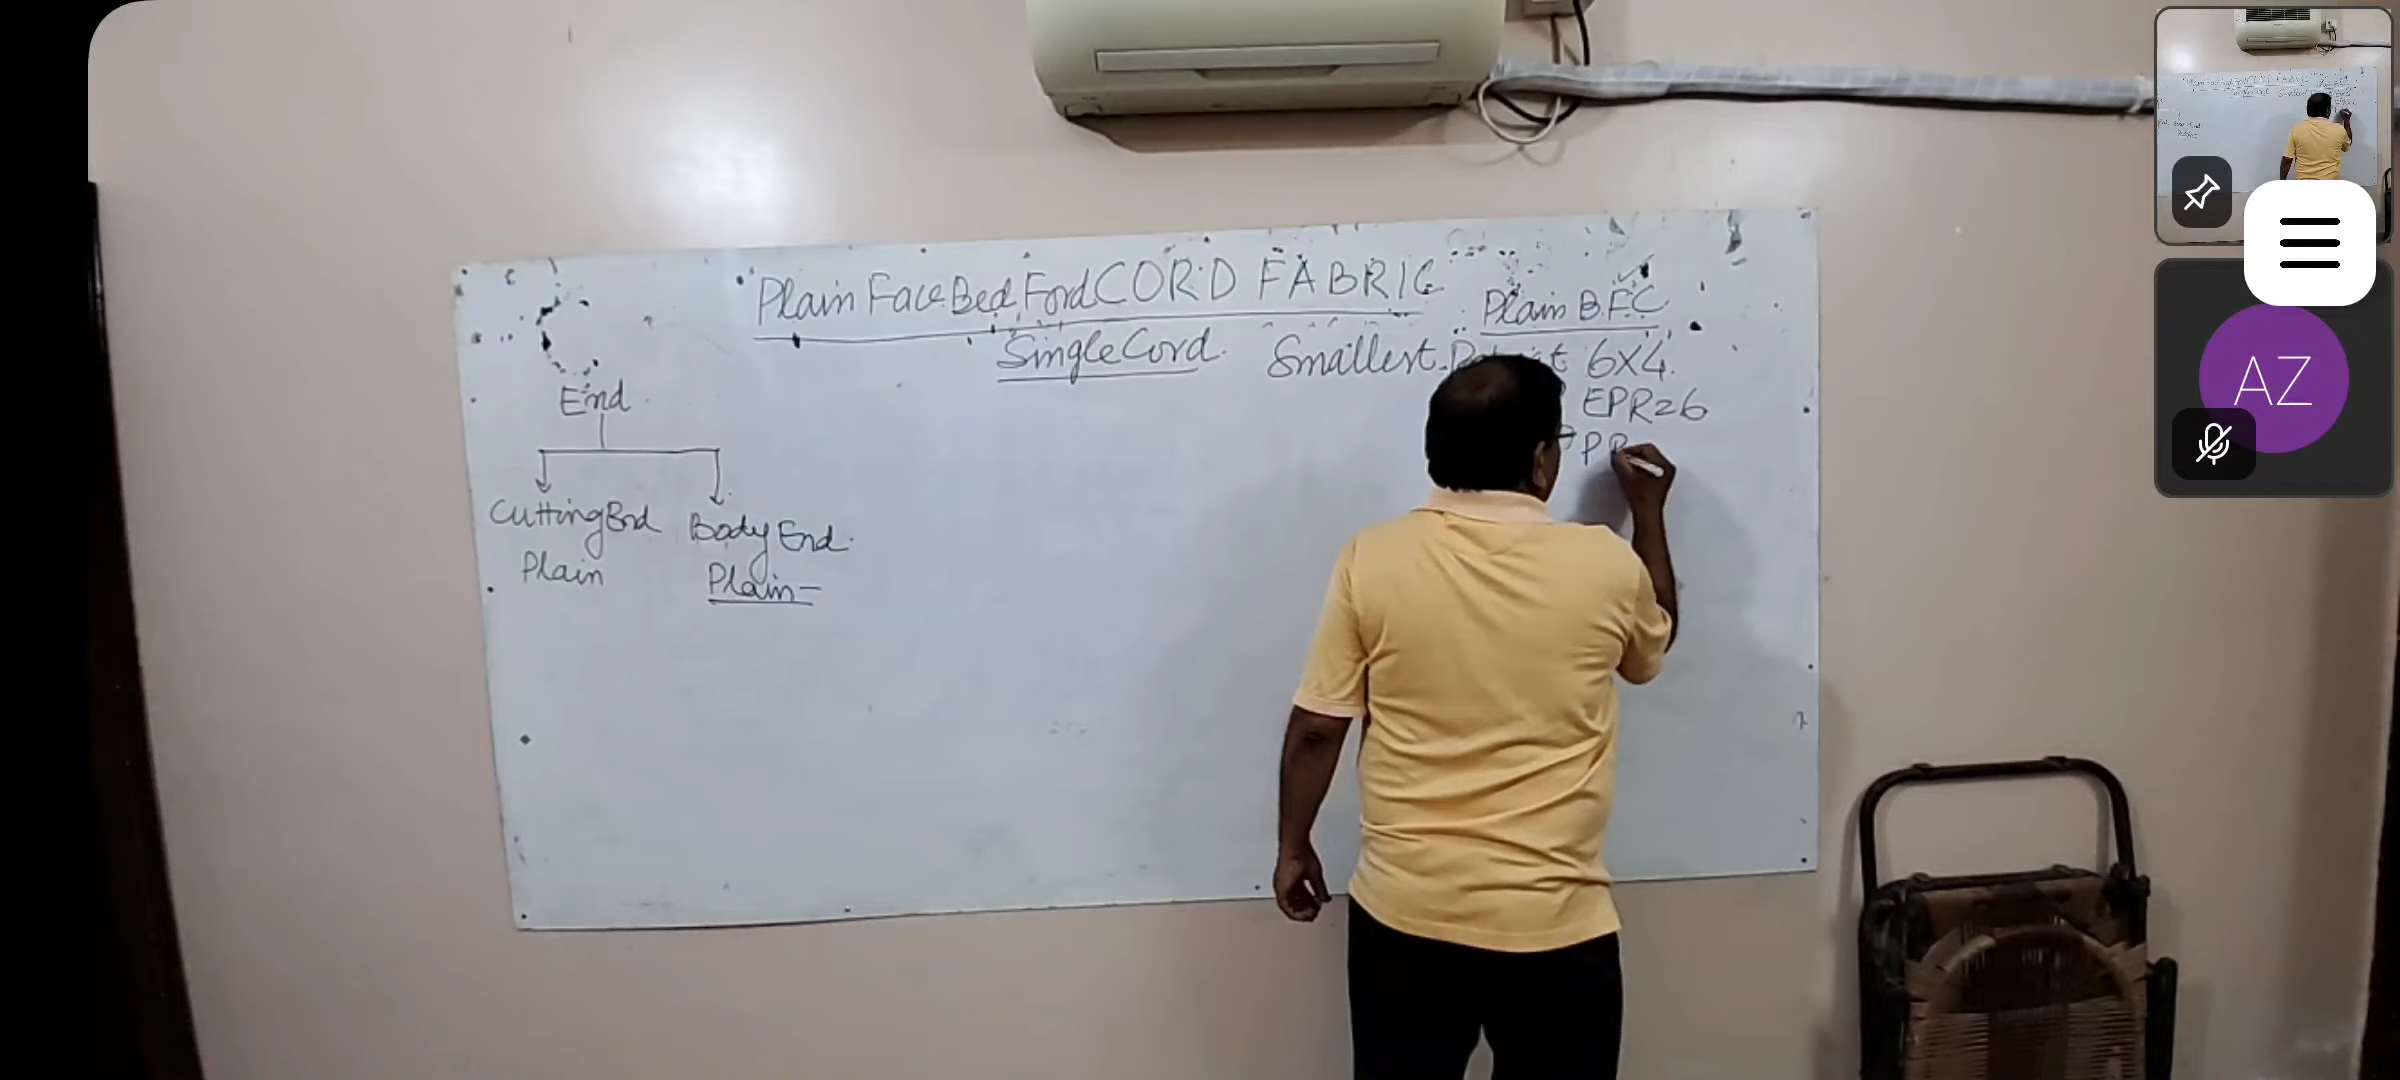 Plain Face Bed Ford CORD FABRIC
Plain B.F.C
Single Cord. Smallest 6X4.
EPR=6
PP
End
Cutting End
Body End.
Plain
Plain-
AZ